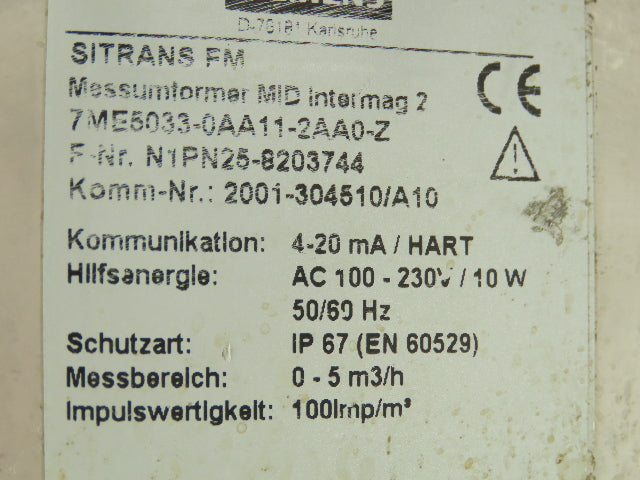 SIEMENS
D-76181 Karlsruhe
SITRANS FM
Messumformer MID Intermag 2
7ME5033-0AA11-2AA0-Z
F-Nr. N1PN25-8203744
Komm-Nr.: 2001-304510/A10
CE
Kommunikation: 4-20 mA / HART
Hilfsenergie: AC 100 - 230V / 10 W
50/60 Hz
Schutzart: IP 67 (EN 60529)
Messbereich: 0 - 5 m3/h
Impulswertigkeit: 100Imp/m³